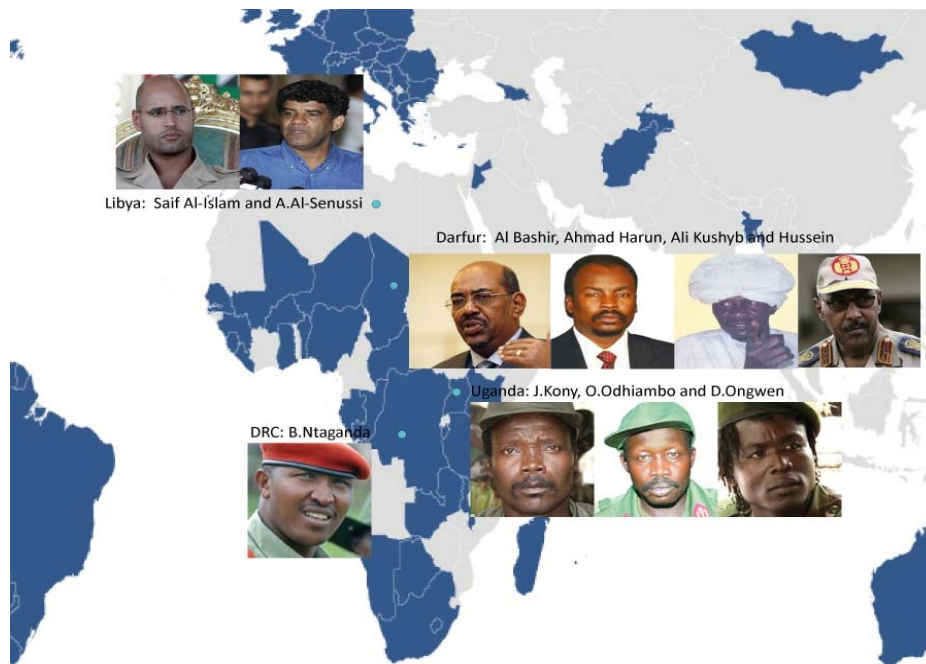 Libya: Saif Al-Islam and A.Al-Senussi
Darfur: Al Bashir, Ahmad Harun, Ali Kushyb and Hussein
Uganda: J.Kony, O.Odhiambo and D.Ongwen
DRC: B.Ntaganda